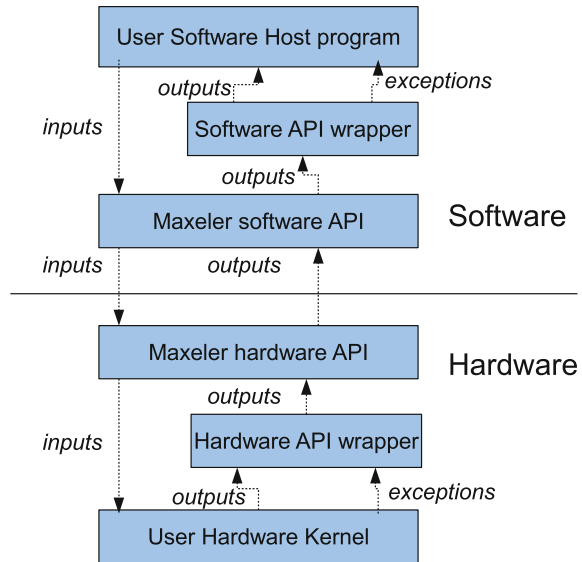 User Software Host program
outputs
exceptions
inputs
Software API wrapper
outputs
Maxeler software API
Software
inputs
outputs
Maxeler hardware API
Hardware
outputs
inputs
Hardware API wrapper
outputs
exceptions
User Hardware Kernel